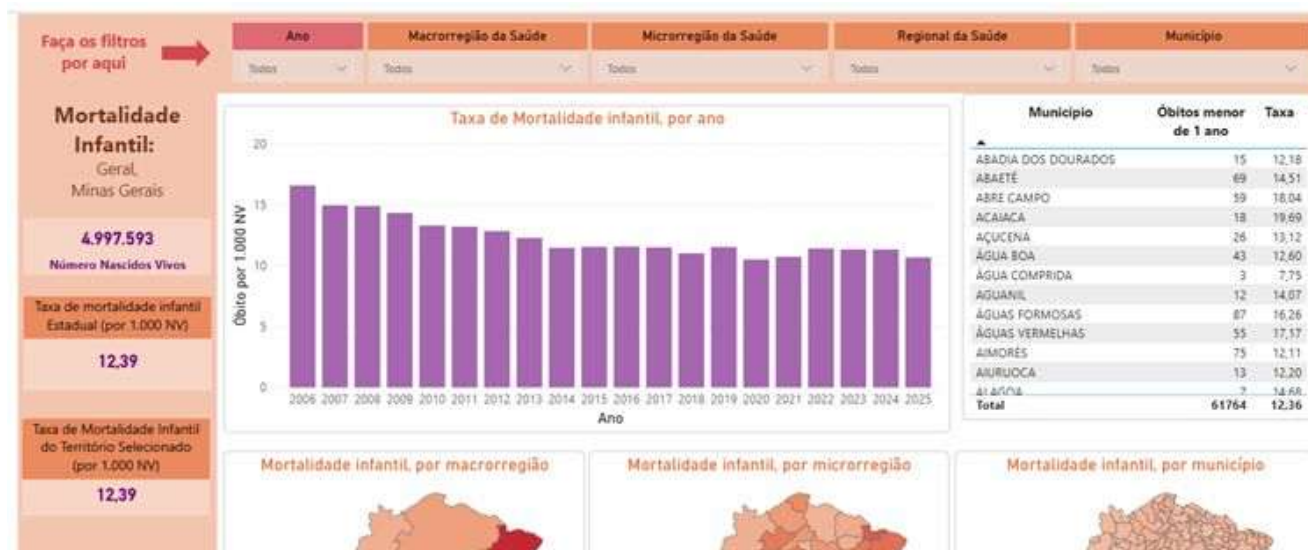 Faça os filtros
por aqui
Ano
Macrorregião da Saúde
Microrregião da Saúde
Regional da Saúde
Município
Todos
Todos
Todos
Todos
Todos
Mortalidade
Infantil:
Geral,
Minas Gerais
4.997.593
Número Nascidos Vivos
Taxa de mortalidade infantil
Estadual (por 1.000 NV)
12,39
Taxa de Mortalidade Infantil
do Território Selecionado
(por 1.000 NV)
12,39
Taxa de Mortalidade infantil, por ano
Óbito por 1.000 NV
20
15
10
5
0
2006 2007 2008 2009 2010 2011 2012 2013 2014 2015 2016 2017 2018 2019 2020 2021 2022 2023 2024 2025
Ano
Município Óbitos menor de 1 ano Taxa
ABADIA DOS DOURADOS 15 12,18
ABAETÉ 69 14,51
ABRE CAMPO 59 18,04
ACAIACA 18 19,69
AÇUCENA 26 13,12
ÁGUA BOA 43 12,60
ÁGUA COMPRIDA 3 7,75
AGUANIL 12 14,07
ÁGUAS FORMOSAS 87 16,26
ÁGUAS VERMELHAS 55 17,17
AIMORÉS 75 12,11
AIURUOCA 13 12,20
ALAGOA 7 14,68
Total 61764 12,36
Mortalidade infantil, por macrorregião
Mortalidade infantil, por microrregião
Mortalidade infantil, por município